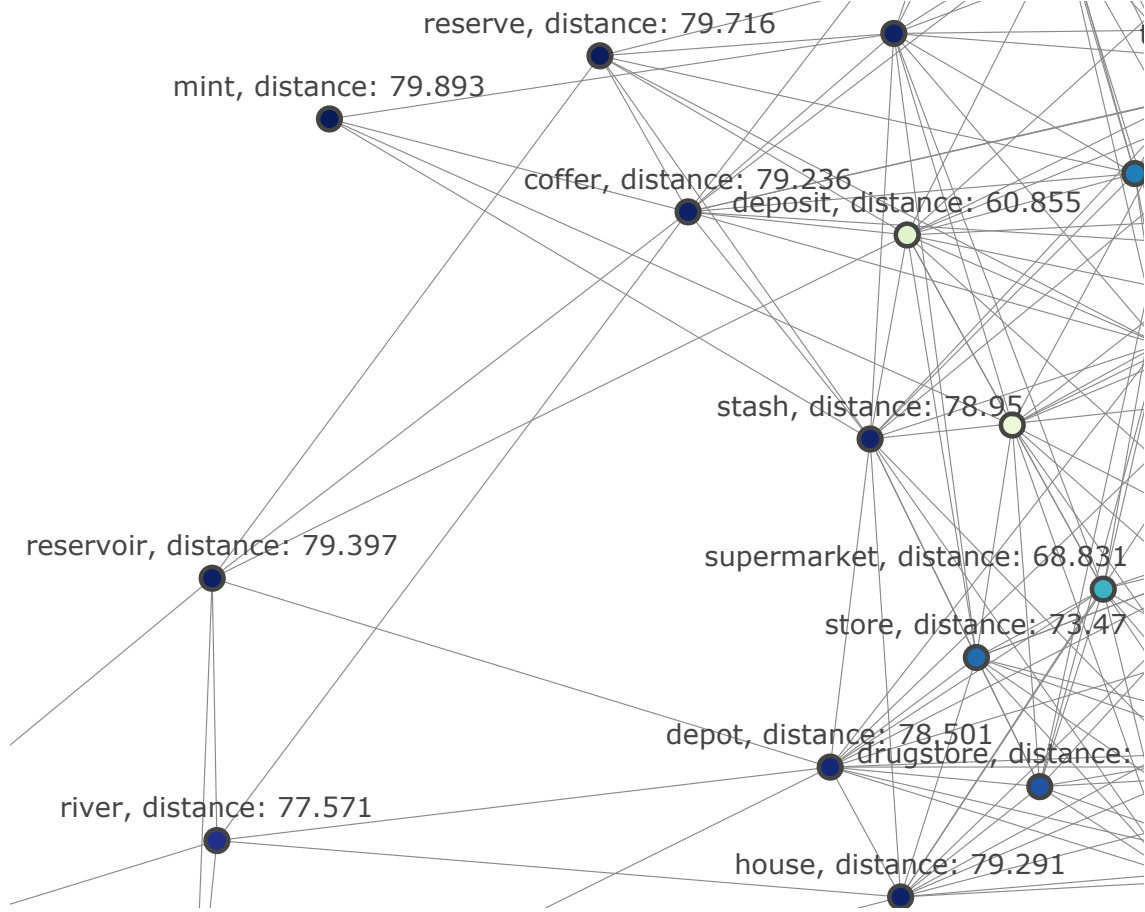 reserve, distance: 79.716
mint, distance: 79.893
coffer, distance: 79.236
deposit, distance: 60.855
stash, distance: 78.95
reservoir, distance: 79.397
supermarket, distance: 68.831
store, distance: 73.47
depot, distance: 78.501
drugstore, distance:
river, distance: 77.571
house, distance: 79.291